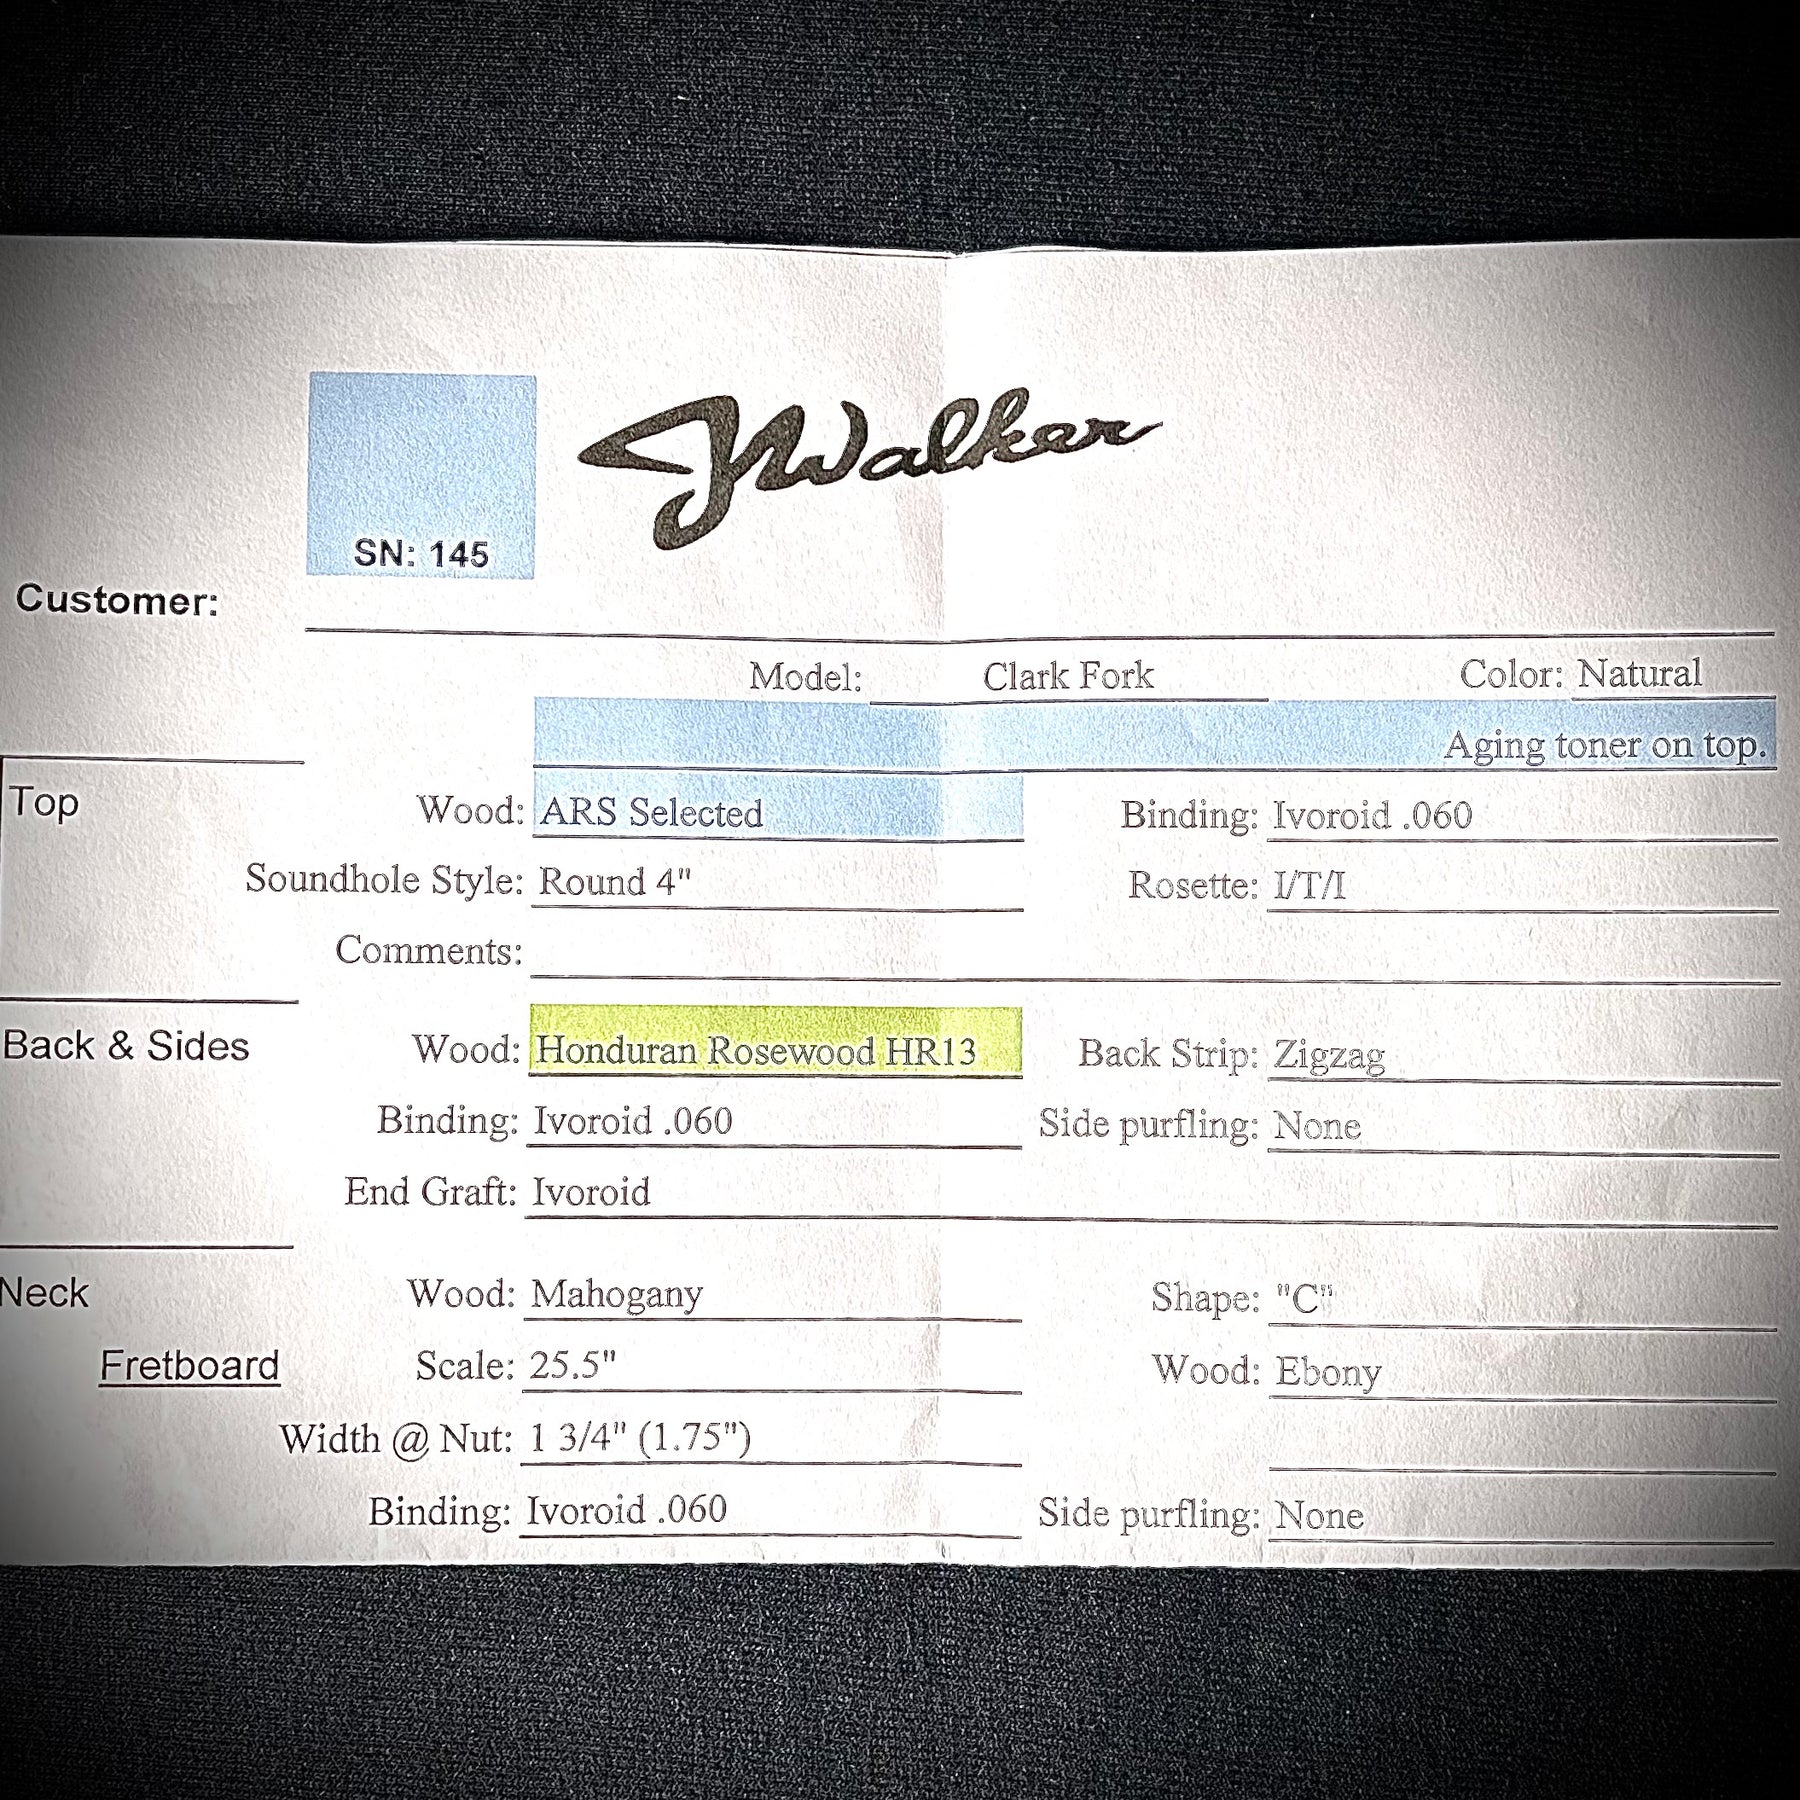 JWalker
SN: 145
Customer:
Model: Clark Fork Color: Natural
Aging toner on top.
Top Wood: ARS Selected Binding: Ivoroid .060
Soundhole Style: Round 4" Rosette: I/T/I
Comments:
Back & Sides Wood: Honduran Rosewood HR13 Back Strip: Zigzag
Binding: Ivoroid .060 Side purfling: None
End Graft: Ivoroid
Neck Wood: Mahogany Shape: "C"
Fretboard Scale: 25.5" Wood: Ebony
Width @ Nut: 1 3/4" (1.75")
Binding: Ivoroid .060 Side purfling: None